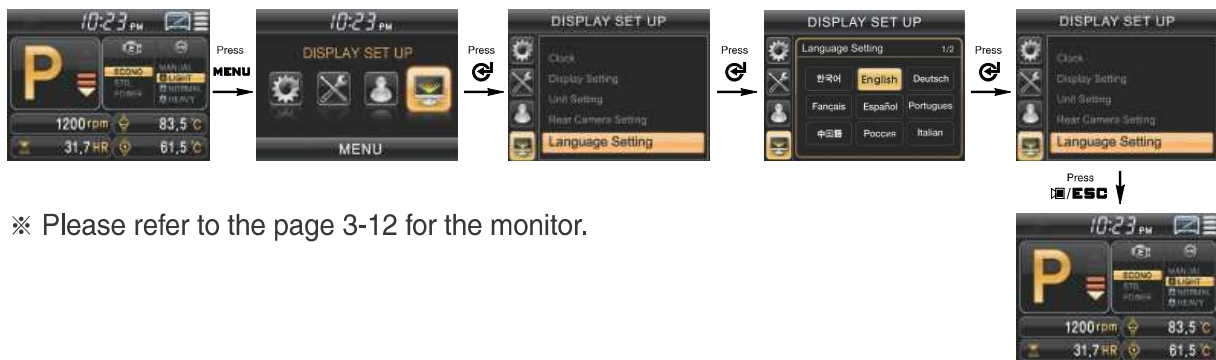 10:23 PM
P
ECONO
STD.
POWER
MANUAL
LIGHT
NORMAL
HEAVY
1200 rpm 83,5 ℃
31,7 HR 61,5 ℃
Press
MENU
10:23 PM
DISPLAY SET UP
MENU
Press
DISPLAY SET UP
Clock
Display Setting
Unit Setting
Rear Camera Setting
Language Setting
Press
DISPLAY SET UP
Language Setting 1/2
한국어 English Deutsch
Fançais Español Portugues
中国語 Россия Italian
Press
DISPLAY SET UP
Clock
Display Setting
Unit Setting
Rear Camera Setting
Language Setting
Press
/ESC
10:23 PM
P
ECONO
STD.
POWER
MANUAL
LIGHT
NORMAL
HEAVY
1200 rpm 83,5 ℃
31,7 HR 61,5 ℃
※ Please refer to the page 3-12 for the monitor.